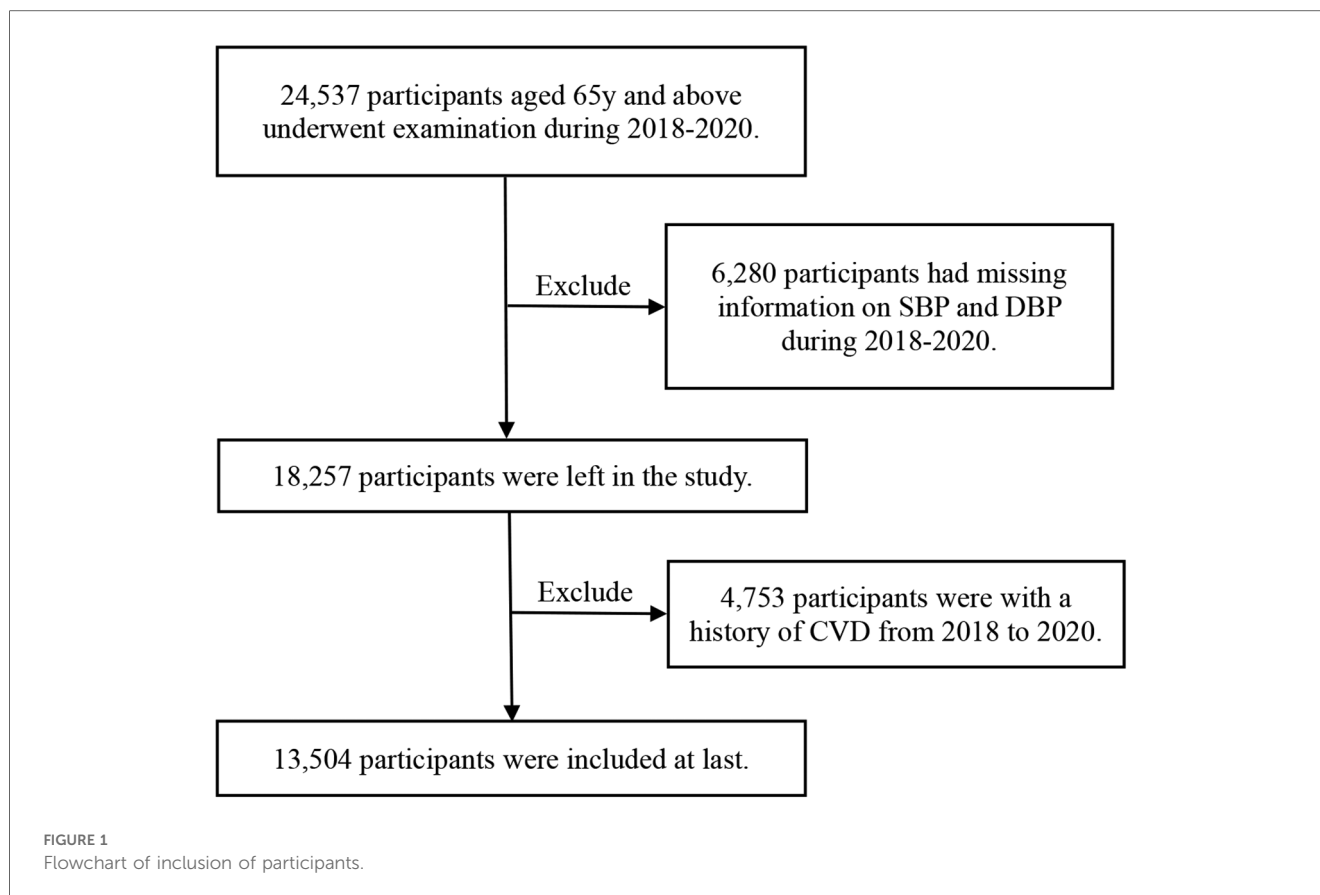 24,537 participants aged 65y and above
underwent examination during 2018-2020.
Exclude
6,280 participants had missing
information on SBP and DBP
during 2018-2020.
18,257 participants were left in the study.
Exclude
4,753 participants were with a
history of CVD from 2018 to 2020.
13,504 participants were included at last.
FIGURE 1
Flowchart of inclusion of participants.